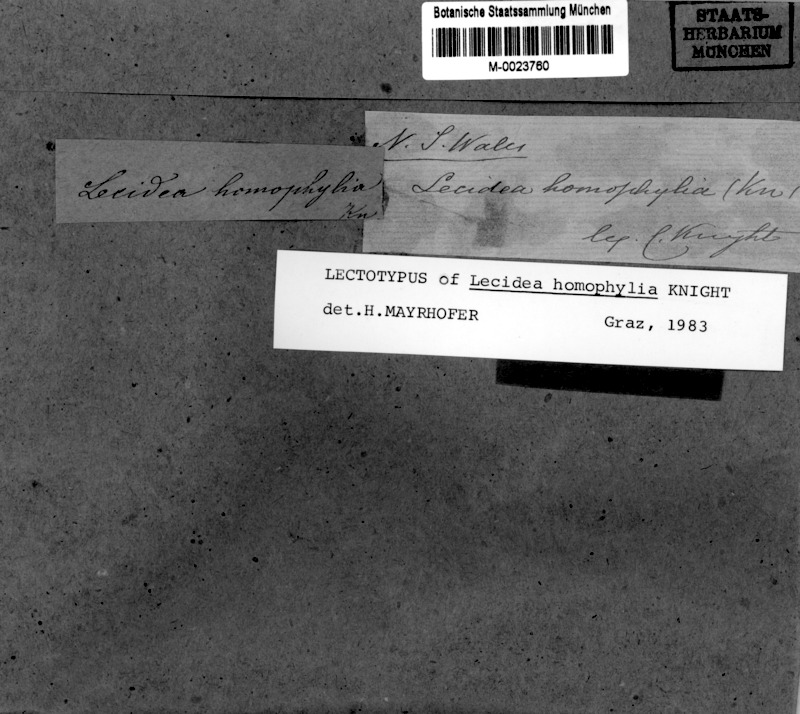 Botanische Staatssammlung München
M-0023760
STAATS-
HERBARIUM
MÜNCHEN
N. S. Wales
Lecidea homophylia
Kn
Lecidea homophylia (Kn)
leg. C. Knight
LECTOTYPUS of Lecidea homophylia KNIGHT
det.H.MAYRHOFER Graz, 1983